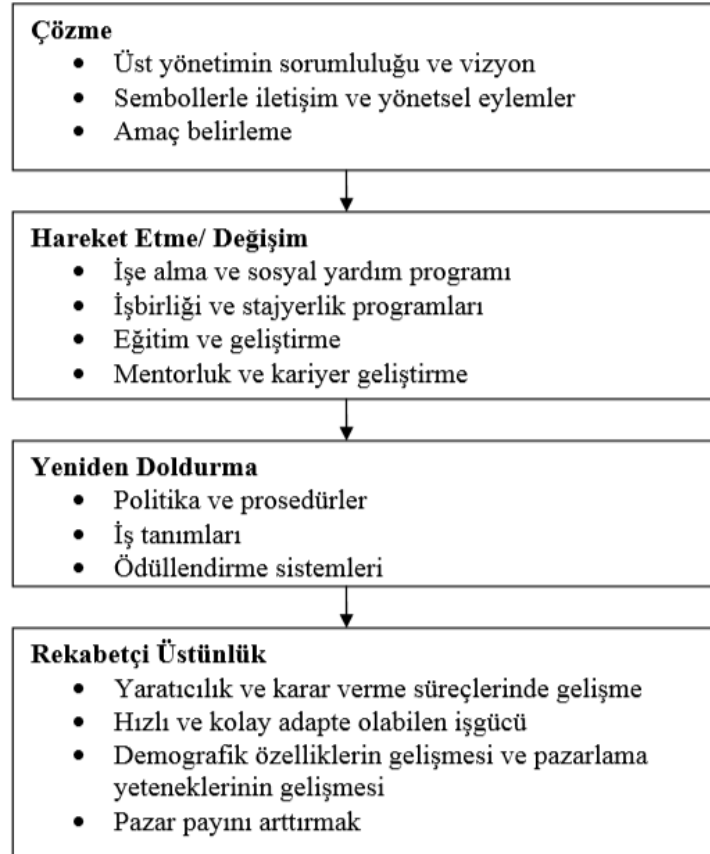 Çözme
• Üst yönetimin sorumluluğu ve vizyon
• Sembollerle iletişim ve yönetsel eylemler
• Amaç belirleme
Hareket Etme/ Değişim
• İşe alma ve sosyal yardım programı
• İşbirliği ve stajyerlik programları
• Eğitim ve geliştirme
• Mentorluk ve kariyer geliştirme
Yeniden Doldurma
• Politika ve prosedürler
• İş tanımları
• Ödüllendirme sistemleri
Rekabetçi Üstünlük
• Yaratıcılık ve karar verme süreçlerinde gelişme
• Hızlı ve kolay adapte olabilen işgücü
• Demografik özelliklerin gelişmesi ve pazarlama
yeteneklerinin gelişmesi
• Pazar payını arttırmak